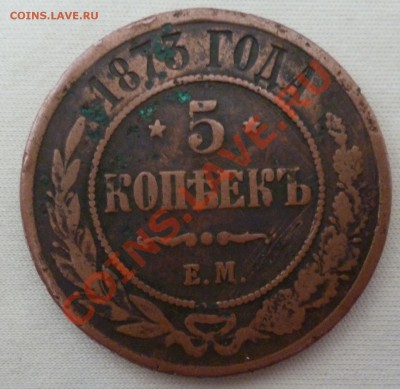 COINS.LAVE.RU
1873 ГОДА
5
КОПѢЕКЪ
Е.М.
COINS.LAVE.RU